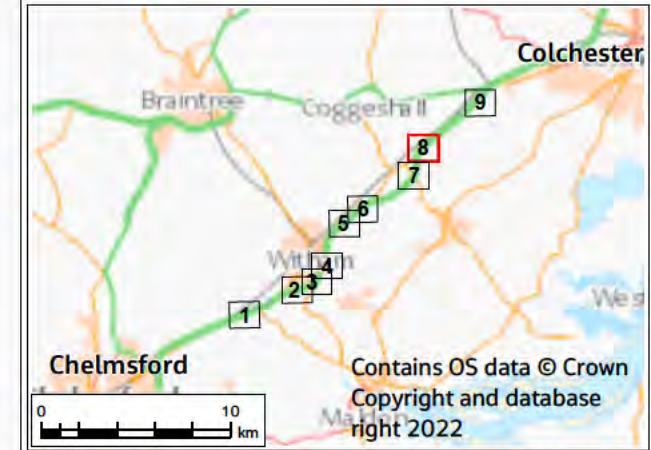 Colchester
Braintree
Coggeshall
9
8
7
6
5
Witham
4
3
2
1
Chelmsford
Contains OS data © Crown
Copyright and database
right 2022
Maldon
0 10
km